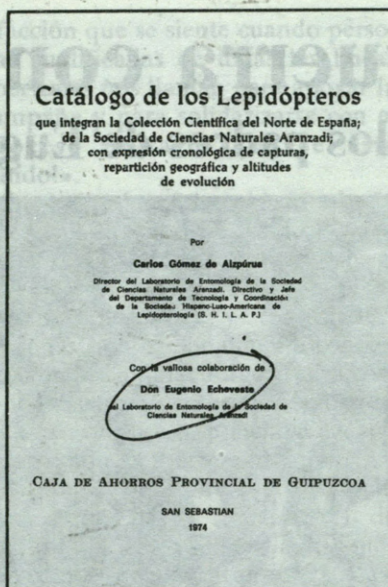 Catálogo de los Lepidópteros
que integran la Colección Científica del Norte de España;
de la Sociedad de Ciencias Naturales Aranzadi;
con expresión cronológica de capturas,
repartición geográfica y altitudes
de evolución
Por
Carlos Gómez de Aizpúrua
Director del Laboratorio de Entomología de la Sociedad
de Ciencias Naturales Aranzadi. Directivo y Jefe
del Departamento de Tecnología y Coordinación
de la Sociedad Hispano-Luso-Americana de
Lepidopterología (S. H. I. L. A. P.)
Con la valiosa colaboración de
Don Eugenio Echeveste
del Laboratorio de Entomología de la Sociedad de
Ciencias Naturales Aranzadi
CAJA DE AHORROS PROVINCIAL DE GUIPUZCOA
SAN SEBASTIAN
1974